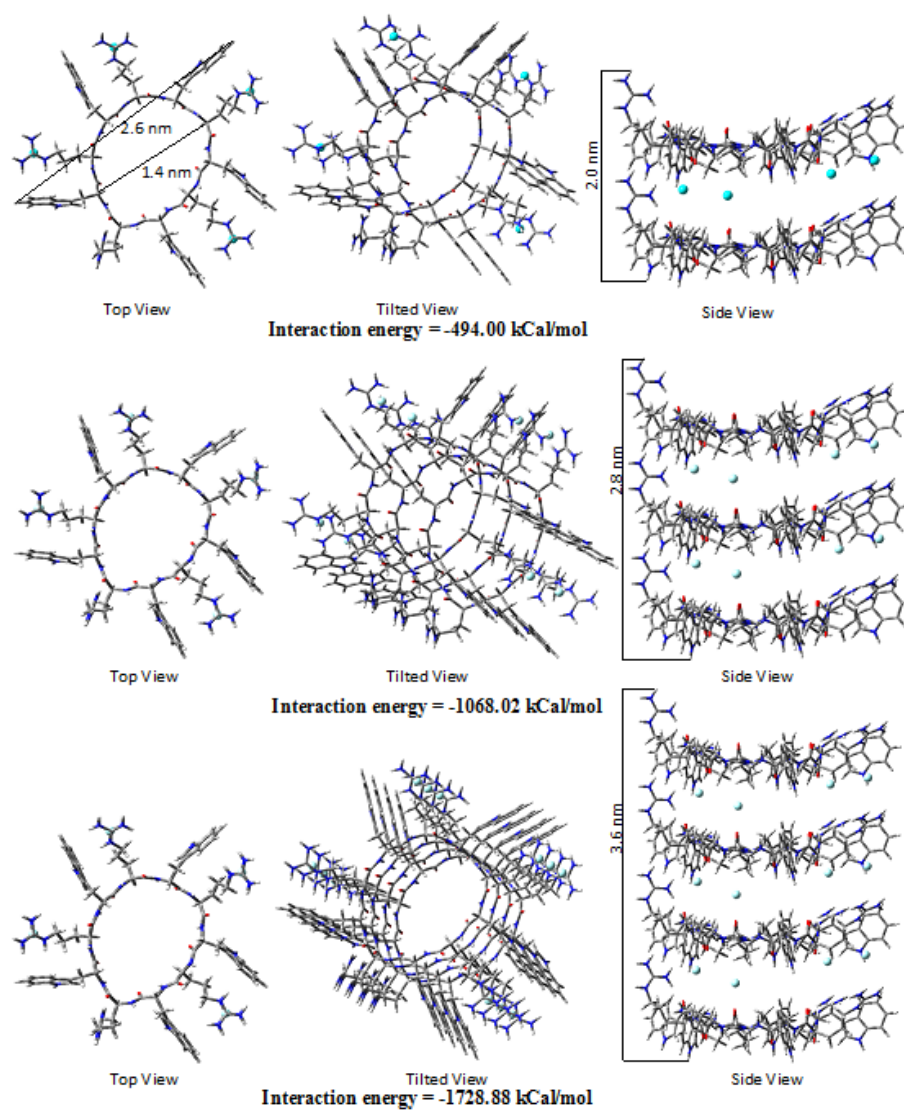 2.6 nm
1.4 nm
2.0 nm
Top View
Tilted View
Side View
Interaction energy = -494.00 kCal/mol
2.8 nm
Top View
Tilted View
Side View
Interaction energy = -1068.02 kCal/mol
3.6 nm
Top View
Tilted View
Side View
Interaction energy = -1728.88 kCal/mol